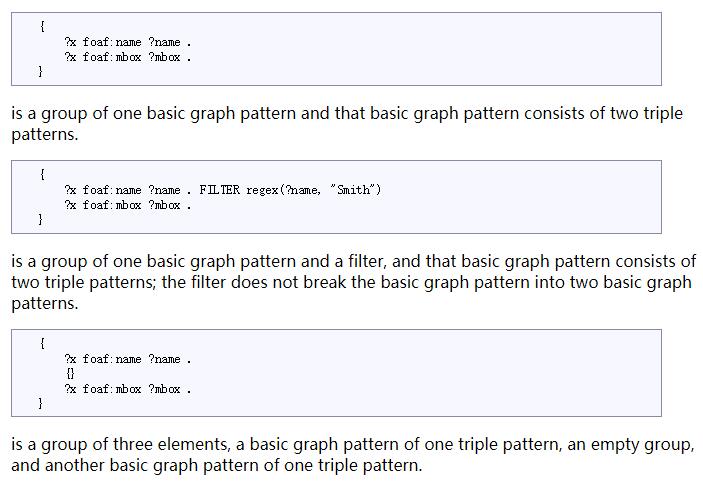 {
?x foaf:name ?name .
?x foaf:mbox ?mbox .
}
is a group of one basic graph pattern and that basic graph pattern consists of two triple
patterns.
{
?x foaf:name ?name . FILTER regex(?name, "Smith")
?x foaf:mbox ?mbox .
}
is a group of one basic graph pattern and a filter, and that basic graph pattern consists of
two triple patterns; the filter does not break the basic graph pattern into two basic graph
patterns.
{
?x foaf:name ?name .
{}
?x foaf:mbox ?mbox .
}
is a group of three elements, a basic graph pattern of one triple pattern, an empty group,
and another basic graph pattern of one triple pattern.